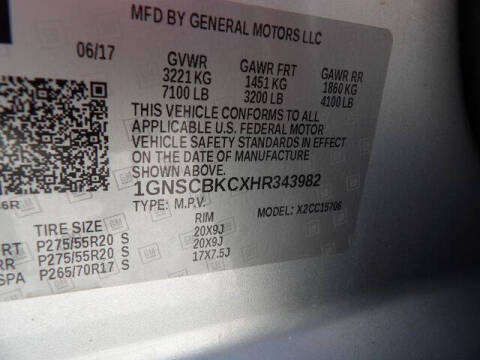 MFD BY GENERAL MOTORS LLC
06/17 GVWR GAWR FRT GAWR RR
3221 KG 1451 KG 1860 KG
7100 LB 3200 LB 4100 LB
THIS VEHICLE CONFORMS TO ALL
APPLICABLE U.S. FEDERAL MOTOR
VEHICLE SAFETY STANDARDS IN EFFECT
ON THE DATE OF MANUFACTURE
SHOWN ABOVE.
1GNSCBKCXHR343982
TYPE: M.P.V. MODEL: X2CC15706
6R
TIRE SIZE RIM
FRT P275/55R20 S 20X9J
RR P275/55R20 S 20X9J
SPA P265/70R17 S 17X7.5J